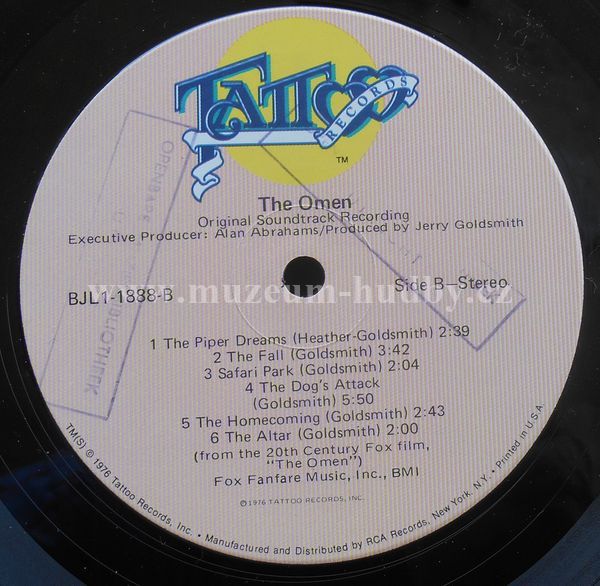 TATTOO
RECORDS
TM
The Omen
Original Soundtrack Recording
Executive Producer: Alan Abrahams/Produced by Jerry Goldsmith
BJL1-1888-B
Side B—Stereo
www.muzeum-hudby.cz
1 The Piper Dreams (Heather-Goldsmith) 2:39
2 The Fall (Goldsmith) 3:42
3 Safari Park (Goldsmith) 2:04
4 The Dog's Attack
(Goldsmith) 5:50
5 The Homecoming (Goldsmith) 2:43
6 The Altar (Goldsmith) 2:00
(from the 20th Century Fox film,
"The Omen")
Fox Fanfare Music, Inc., BMI
©1976 TATTOO RECORDS, INC.
TM(S) © 1976 Tattoo Records, Inc. • Manufactured and Distributed by RCA Records, New York, N.Y. • Printed in U.S.A.
OPENBARE
BIBLIOTHEEK